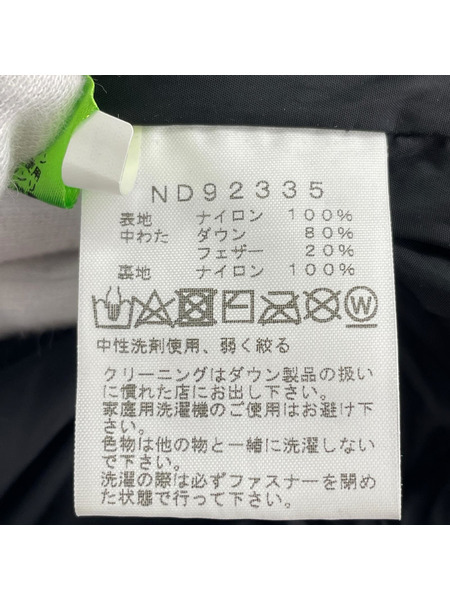 ND92335
表地 ナイロン 100%
中わた ダウン 80%
フェザー 20%
裏地 ナイロン 100%
W
中性洗剤使用、弱く絞る
クリーニングはダウン製品の扱い
に慣れた店にお出し下さい。
家庭用洗濯機のご使用はお避け下
さい。
色物は他の物と一緒に洗濯しない
で下さい。
洗濯の際は必ずファスナーを閉め
た状態で行って下さい。